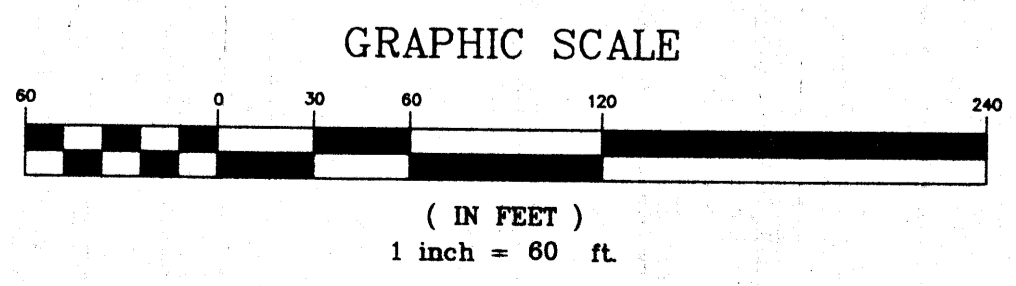 GRAPHIC SCALE
60 0 30 60 120 240
( IN FEET )
1 inch = 60 ft.